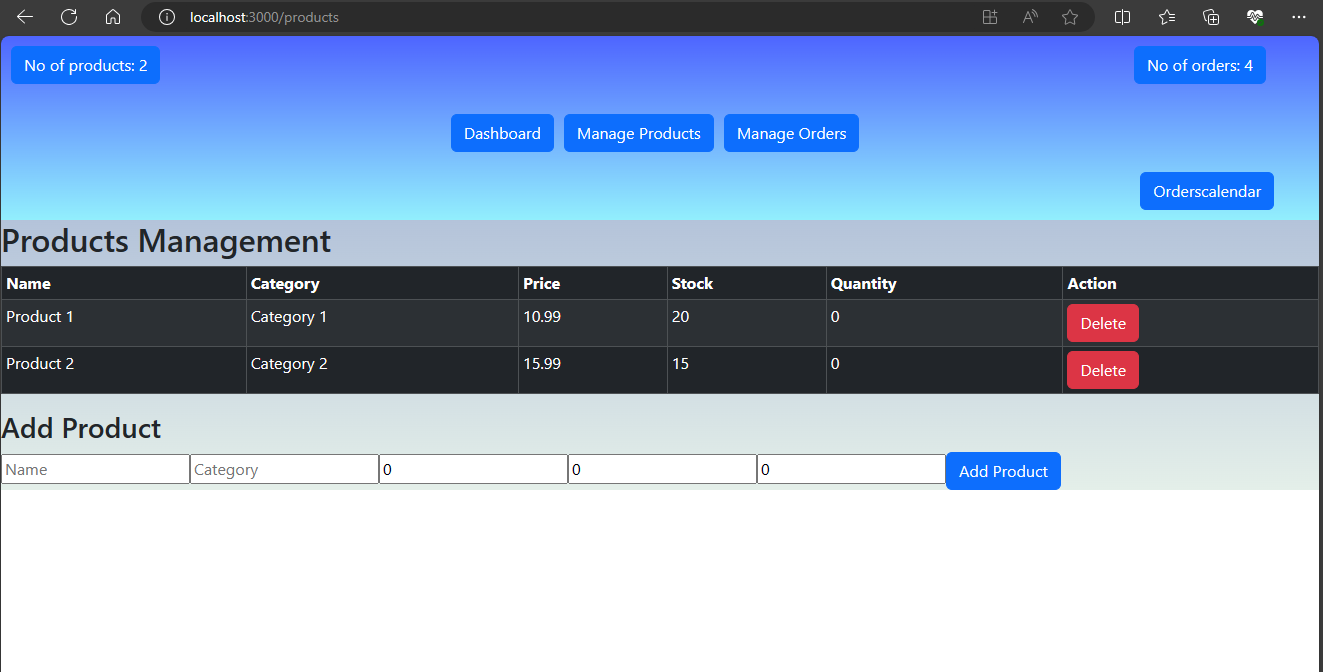 localhost:3000/products
No of products: 2
No of orders: 4
Dashboard Manage Products Manage Orders
Orderscalendar
Products Management
Name Category Price Stock Quantity Action
Product 1 Category 1 10.99 20 0 Delete
Product 2 Category 2 15.99 15 0 Delete
Add Product
Name Category 0 0 0 Add Product